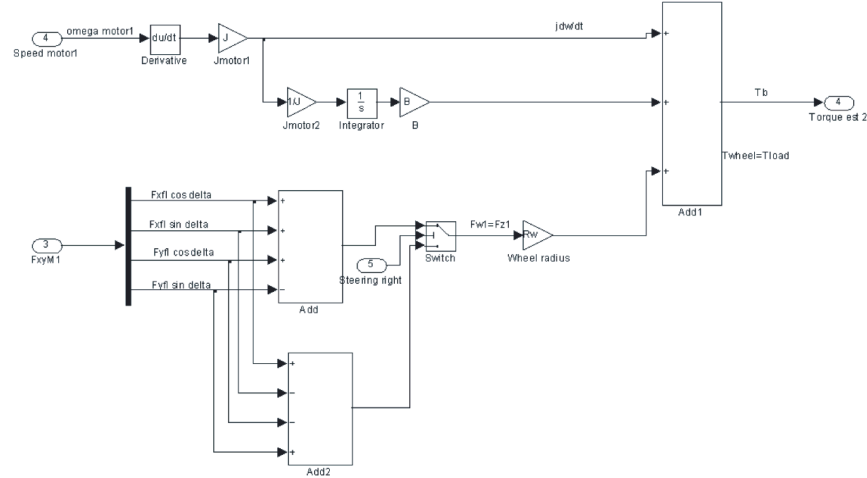 omega motor1
4
Speed motor1
du/dt
Derivative
J
Jmotor1
jdw/dt
1/J
Jmotor2
1
s
Integrator
B
B
+
+
+
Tb
4
Torque est 2
Twheel=Tload
Add1
3
FxyM1
Fxfl cos delta
Fxfl sin delta
Fyfl cosdelta
Fyfl sin delta
+
+
+
−
Add
5
Steering right
Switch
Fw1=Fz1
Rw
Wheel radius
+
−
−
+
Add2